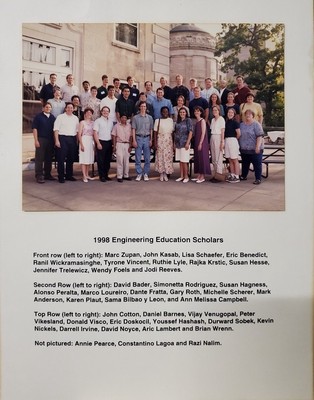 1998 Engineering Education Scholars
Front row (left to right): Marc Zupan, John Kasab, Lisa Schaefer, Eric Benedict,
Ranil Wickramasinghe, Tyrone Vincent, Ruthie Lyle, Rajka Krstic, Susan Hesse,
Jennifer Trelewicz, Wendy Foels and Jodi Reeves.
Second Row (left to right): David Bader, Simonetta Rodriguez, Susan Hagness,
Alonso Peralta, Marco Loureiro, Dante Fratta, Gary Roth, Michelle Scherer, Mark
Anderson, Karen Plaut, Sama Bilbao y Leon, and Ann Melissa Campbell.
Top Row (left to right): John Cotton, Daniel Barnes, Vijay Venugopal, Peter
Vikesland, Donald Visco, Eric Doskocil, Youssef Hashash, Durward Sobek, Kevin
Nickels, Darrell Irvine, David Noyce, Aric Lambert and Brian Wrenn.
Not pictured: Annie Pearce, Constantino Lagoa and Razi Nalim.